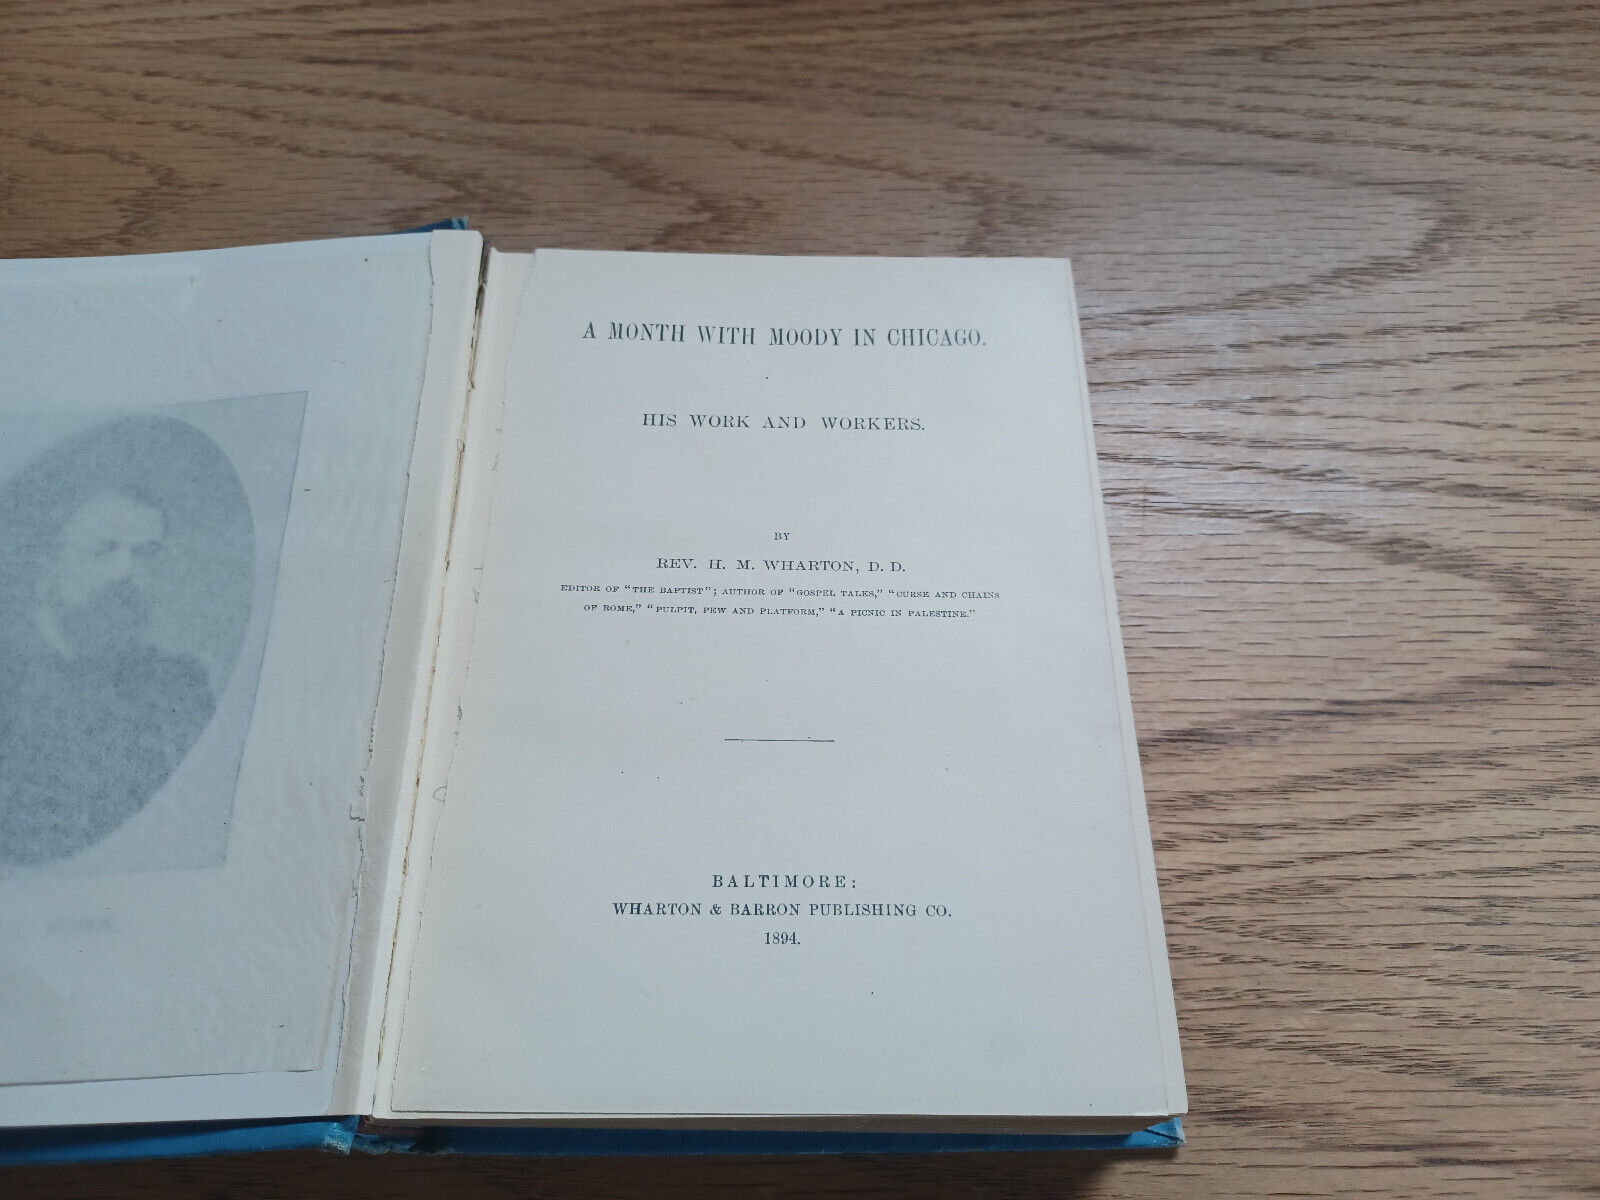 A MONTH WITH MOODY IN CHICAGO.
HIS WORK AND WORKERS.
BY
REV. H. M. WHARTON, D. D.
EDITOR OF "THE BAPTIST"; AUTHOR OF "GOSPEL TALKS," "CURSE AND CHAINS
OF ROME," "PULPIT, PEW AND PLATFORM," "A PICNIC IN PALESTINE."
BALTIMORE:
WHARTON & BARRON PUBLISHING CO.
1894.